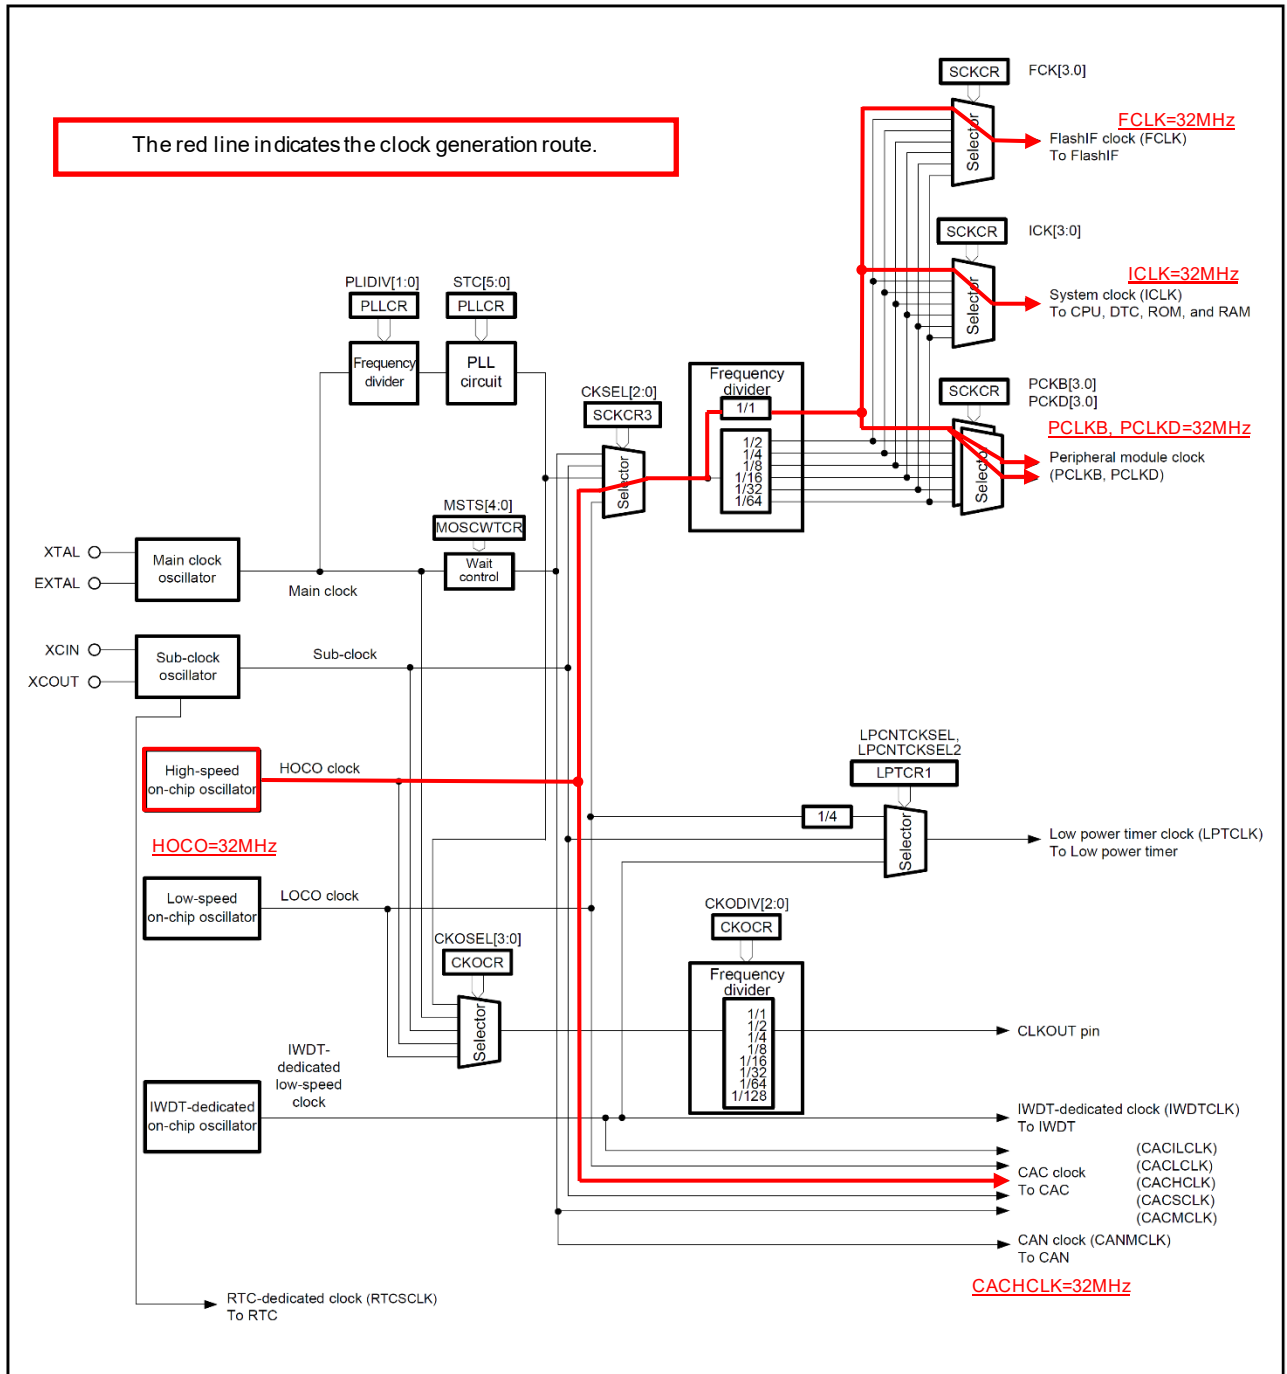 SCKCR
FCK[3.0]
The red line indicates the clock generation route.
Selector
FCLK=32MHz
FlashIF clock (FCLK)
To FlashIF
SCKCR
ICK[3:0]
Selector
ICLK=32MHz
System clock (ICLK)
To CPU, DTC, ROM, and RAM
PLIDIV[1:0]
PLLCR
STC[5:0]
PLLCR
Frequency
divider
PLL
circuit
CKSEL[2:0]
SCKCR3
Selector
Frequency
divider
1/1
1/2
1/4
1/8
1/16
1/32
1/64
SCKCR
PCKB[3.0]
PCKD[3.0]
PCLKB, PCLKD=32MHz
Selector
Peripheral module clock
(PCLKB, PCLKD)
MSTS[4:0]
MOSCWTCR
Wait
control
XTAL
EXTAL
Main clock
oscillator
Main clock
XCIN
XCOUT
Sub-clock
oscillator
Sub-clock
High-speed
on-chip oscillator
HOCO clock
HOCO=32MHz
LPCNTCKSEL,
LPCNTCKSEL2
LPTCR1
1/4
Selector
Low power timer clock (LPTCLK)
To Low power timer
Low-speed
on-chip oscillator
LOCO clock
CKOSEL[3:0]
CKOCR
Selector
CKODIV[2:0]
CKOCR
Frequency
divider
1/1
1/2
1/4
1/8
1/16
1/32
1/64
1/128
CLKOUT pin
IWDT-
dedicated
low-speed
clock
IWDT-dedicated
on-chip oscillator
IWDT-dedicated clock (IWDTCLK)
To IWDT
CAC clock
To CAC
(CACILCLK)
(CACLCLK)
(CACHCLK)
(CACSCLK)
(CACMCLK)
CAN clock (CANMCLK)
To CAN
CACHCLK=32MHz
RTC-dedicated clock (RTCSCLK)
To RTC